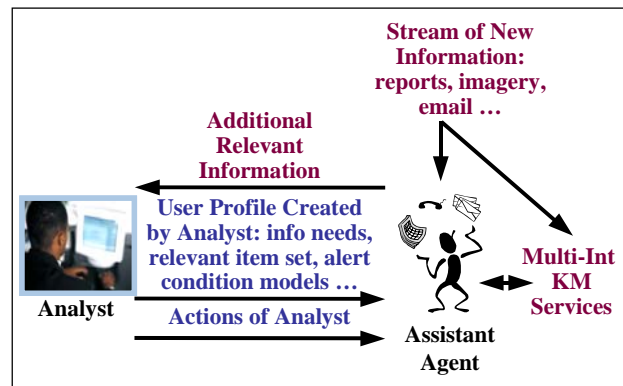 Stream of New
Information:
reports, imagery,
email …
Additional
Relevant
Information
User Profile Created
by Analyst: info needs,
relevant item set, alert
condition models …
Analyst
Actions of Analyst
Assistant
Agent
Multi-Int
KM
Services